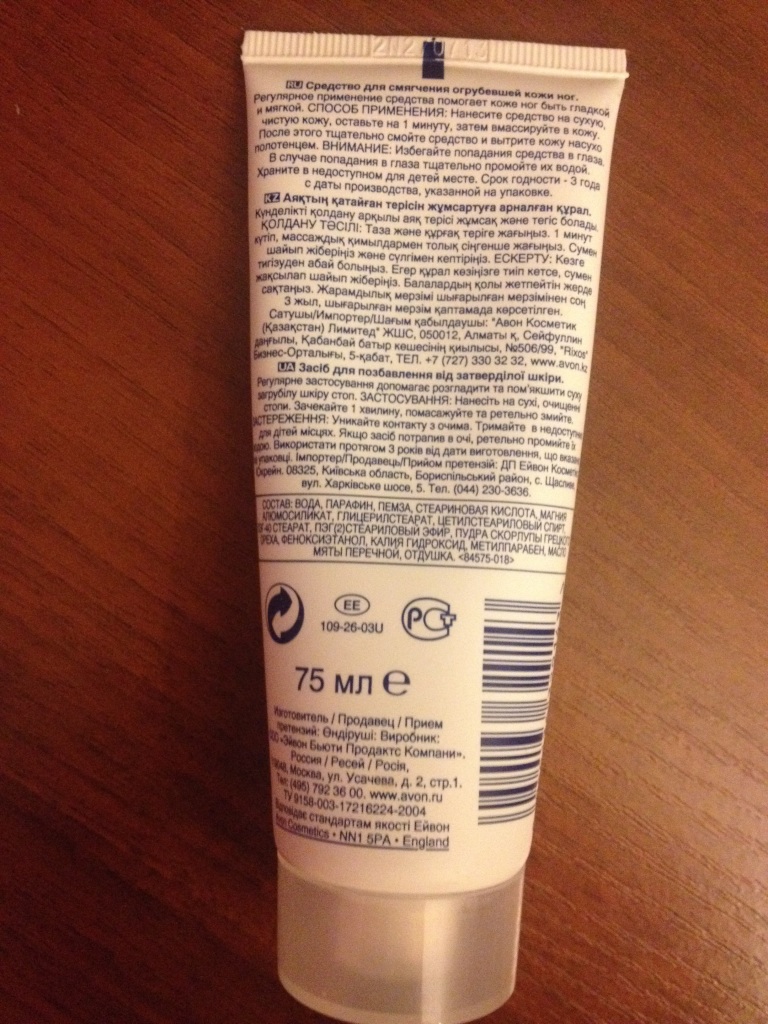 RU Средство для смягчения огрубевшей кожи ног.
Регулярное применение средства помогает коже ног быть гладкой
и мягкой. СПОСОБ ПРИМЕНЕНИЯ: Нанесите средство на сухую,
чистую кожу, оставьте на 1 минуту, затем вмассируйте в кожу.
После этого тщательно смойте средство и вытрите кожу насухо
полотенцем. ВНИМАНИЕ: Избегайте попадания средства в глаза.
В случае попадания в глаза тщательно промойте их водой.
Храните в недоступном для детей месте. Срок годности - 3 года
с даты производства, указанной на упаковке.
KZ Аяқтың қатайған терісін жұмсартуға арналған құрал.
Күнделікті қолдану арқылы аяқ терісі жұмсақ және тегіс болады.
ҚОЛДАНУ ТӘСІЛІ: Таза және құрғақ теріге жағыңыз. 1 минут
күтіп, массаждық қимылдармен толық сіңгенше жағыңыз. Сумен
шайып жіберіңіз және сүлгімен кептіріңіз. ЕСКЕРТУ: Көзге
тигізуден абай болыңыз. Егер құрал көзіңізге тиіп кетсе, сумен
жақсылап шайып жіберіңіз. Балалардың қолы жетпейтін жерде
сақтаңыз. Жарамдылық мерзімі шығарылған мерзімінен соң
3 жыл, шығарылған мерзім қаптамада көрсетілген.
Сатушы/Импортер/Шағым қабылдаушы: "Авон Косметик
(Қазақстан) Лимитед" ЖШС, 050012, Алматы қ. Сейфуллин
даңғылы, Қабанбай батыр көшесінің қиылысы, №506/99, "Rixos"
Бизнес-Орталығы, 5-қабат, ТЕЛ. +7 (727) 330 32 32, www.avon.kz
UA Засіб для позбавлення від затверділої шкіри.
Регулярне застосування допомагає розгладити та пом'якшити суху
загрубілу шкіру стоп. ЗАСТОСУВАННЯ: Нанесіть на сухі, очищені
стопи. Зачекайте 1 хвилину, помасажуйте та ретельно змийте.
ЗАСТЕРЕЖЕННЯ: Уникайте контакту з очима. Тримайте в недоступно
для дітей місцях. Якщо засіб потрапив в очі, ретельно промийте їх
водою. Використати протягом 3 років від дати виготовлення, що вказа
упаковці. Імпортер/Продавець/Прийом претензій: ДП Ейвон Космети
08325, Київська область, Бориспільський район, с. Щасливе
вул. Харківське шосе, 5. Тел. (044) 230-3636.
СОСТАВ: ВОДА, ПАРАФИН, ПЕМЗА, СТЕАРИНОВАЯ КИСЛОТА, МАГНИЯ
АЛЮМОСИЛИКАТ, ГЛИЦЕРИЛСТЕАРАТ, ЦЕТИЛСТЕАРИЛОВЫЙ СПИРТ,
ПЭГ-40 СТЕАРАТ, ПЭГ(2)СТЕАРИЛОВЫЙ ЭФИР, ПУДРА СКОРЛУПЫ ГРЕЦКОГО
ОРЕХА, ФЕНОКСИЭТАНОЛ, КАЛИЯ ГИДРОКСИД, МЕТИЛПАРАБЕН, МАСЛО
МЯТЫ ПЕРЕЧНОЙ, ОТДУШКА. <84575-018>
EE
109-26-03U
РСТ
75 мл e
Изготовитель / Продавец / Прием
претензий: Өндіруші: Виробник:
ООО «Эйвон Бьюти Продактс Компани»,
Россия / Ресей / Росія,
Москва, ул. Усачева, д. 2, стр.1.
Тел: (495) 792 36 00. www.avon.ru
ТУ 9158-003-17216224-2004
Відповідає стандартам якості Ейвон
Avon Cosmetics • NN1 5PA • England